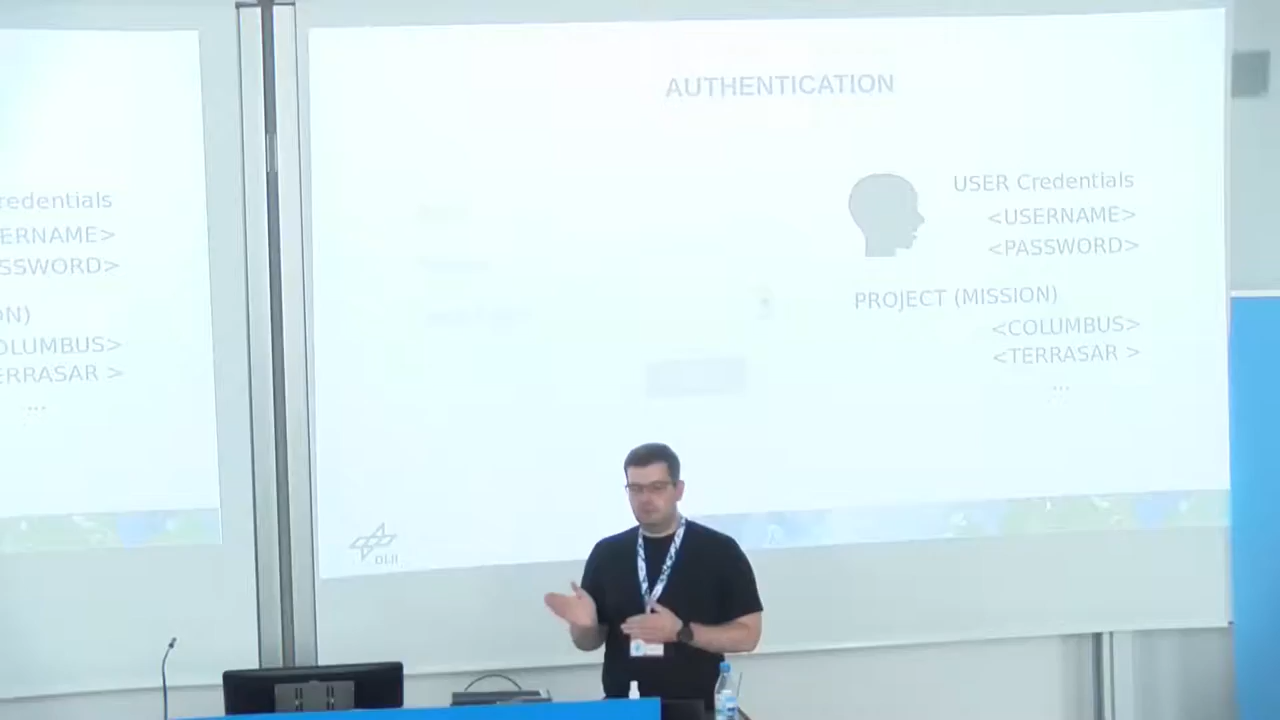 AUTHENTICATION
USER Credentials
<USERNAME>
<PASSWORD>
PROJECT (MISSION)
<COLUMBUS>
<TERRASAR >
...
DLR
redentials
ERNAME>
SSWORD>
ON)
OLUMBUS>
ERRASAR >
...